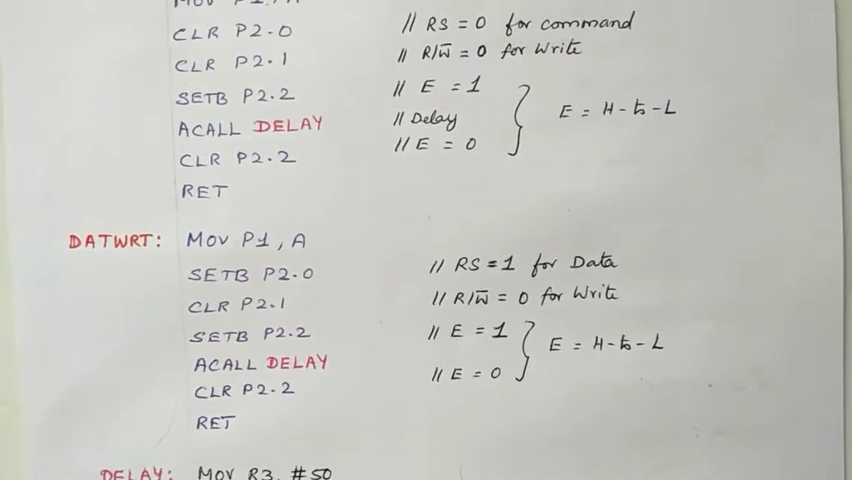 MOV P1, A
CLR P2.0 // RS = 0 for command
CLR P2.1 // R/W̅ = 0 for Write
SETB P2.2 // E = 1
ACALL DELAY // Delay } E = H-to-L
CLR P2.2 // E = 0
RET
DATWRT: MOV P1, A
SETB P2.0 // RS = 1 for Data
CLR P2.1 // R/W̅ = 0 for Write
SETB P2.2 // E = 1
ACALL DELAY } E = H-to-L
CLR P2.2 // E = 0
RET
DELAY: MOV R3, #50